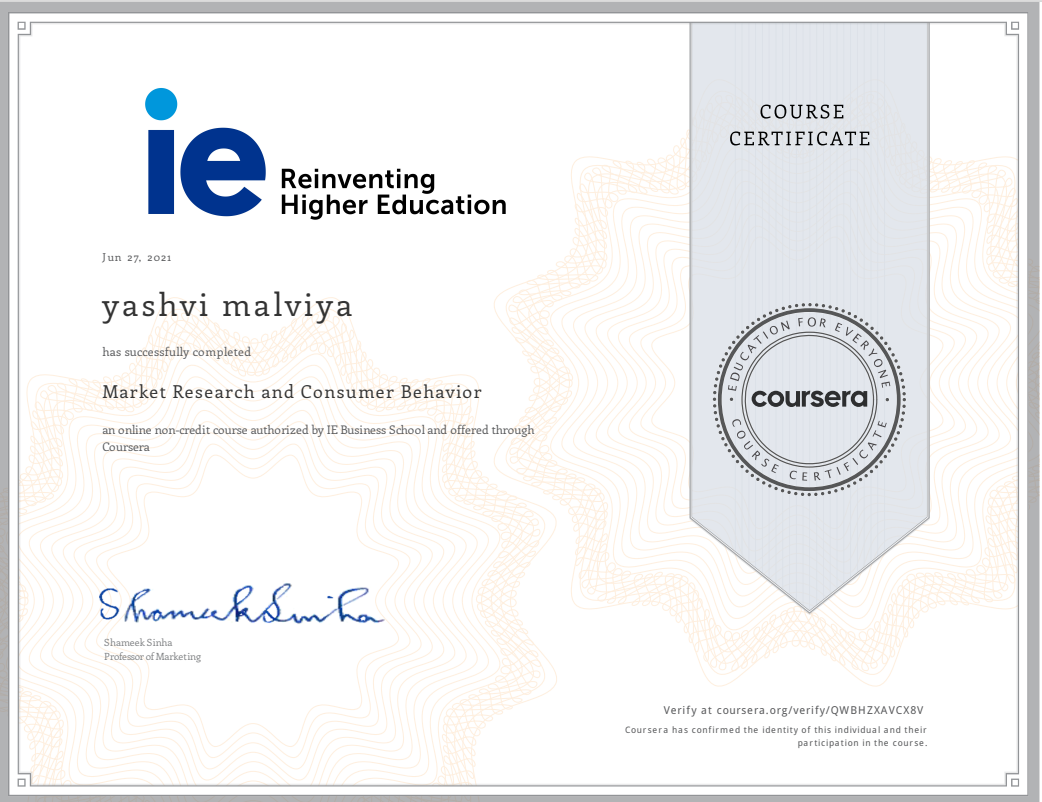 COURSE
CERTIFICATE
ie
Reinventing
Higher Education
Jun 27, 2021
yashvi malviya
has successfully completed
Market Research and Consumer Behavior
an online non-credit course authorized by IE Business School and offered through
Coursera
EDUCATION FOR EVERYONE
coursera
COURSE CERTIFICATE
Shameek Sinha
Shameek Sinha
Professor of Marketing
Verify at coursera.org/verify/QWBHZXAVCX8V
Coursera has confirmed the identity of this individual and their
participation in the course.